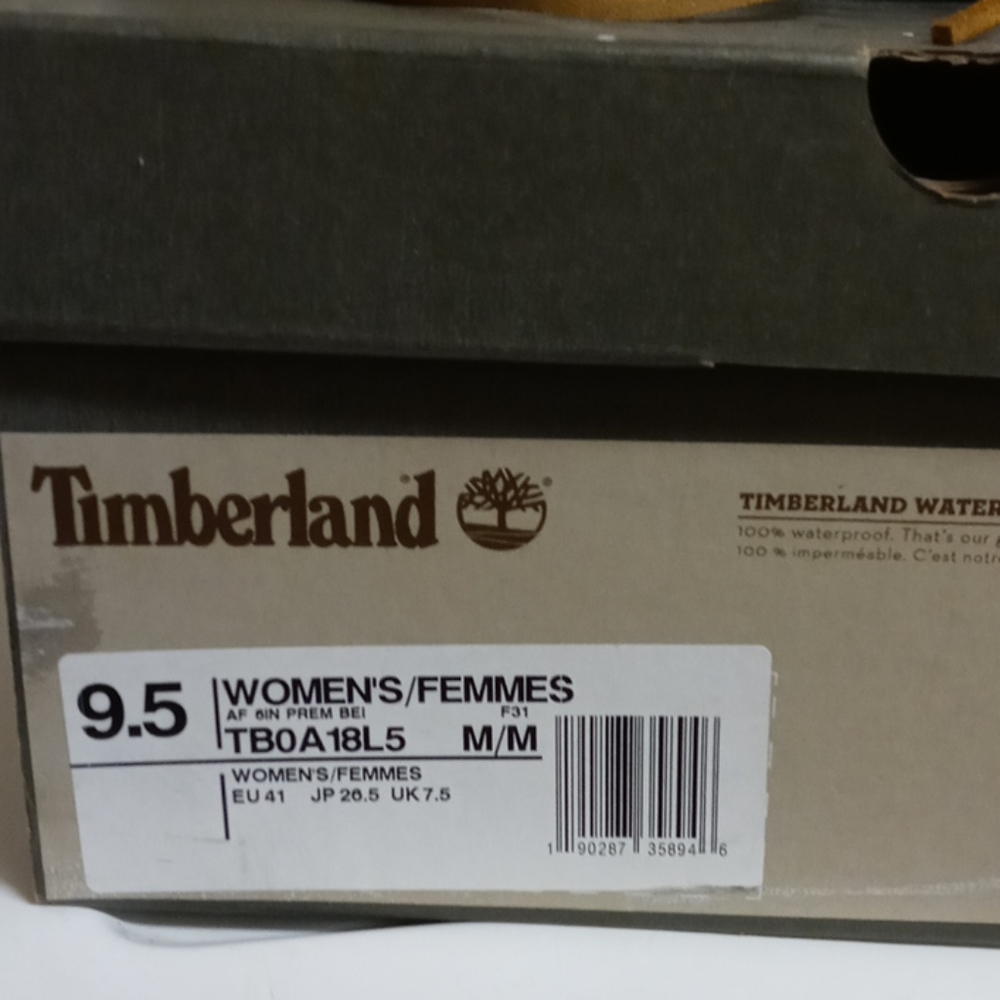 Timberland
TIMBERLAND WATER
100% waterproof. That's our
100 % imperméable. C'est notr
9.5
WOMEN'S/FEMMES
AF 6IN PREM BEI F31
TB0A18L5 M/M
WOMEN'S/FEMMES
EU 41 JP 26.5 UK 7.5
1 90287 35894 6